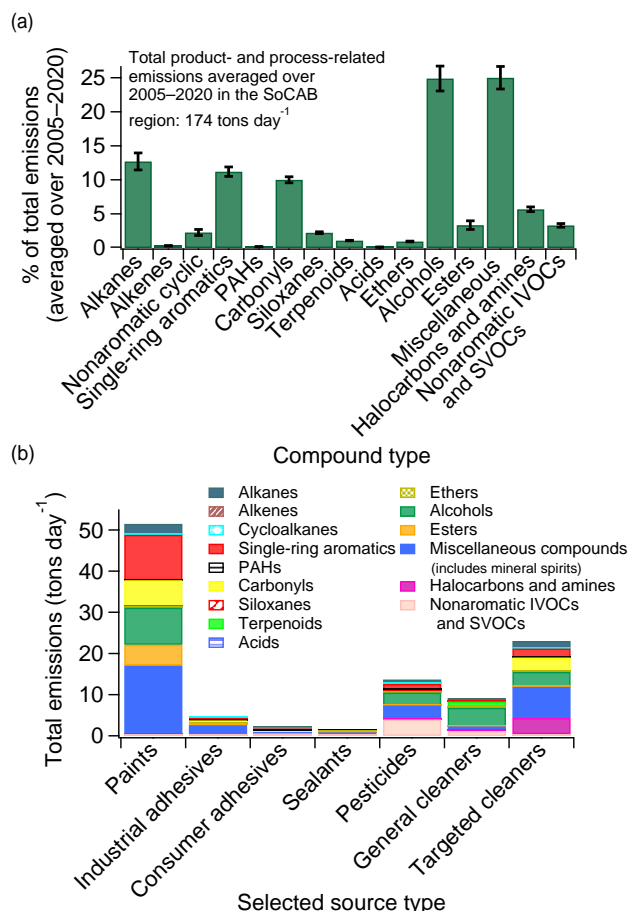 (a)
Total product- and process-related
emissions averaged over
2005–2020 in the SoCAB
region: 174 tons day⁻¹
% of total emissions
(averaged over 2005–2020)
25
20
15
10
5
0
Alkanes
Alkenes
Nonaromatic cyclic
Single-ring aromatics
PAHs
Carbonyls
Siloxanes
Terpenoids
Acids
Ethers
Alcohols
Esters
Miscellaneous
Halocarbons and amines
Nonaromatic IVOCs
and SVOCs
Compound type
(b)
Total emissions (tons day⁻¹)
50
40
30
20
10
0
Alkanes
Alkenes
Cycloalkanes
Single-ring aromatics
PAHs
Carbonyls
Siloxanes
Terpenoids
Acids
Ethers
Alcohols
Esters
Miscellaneous compounds
(includes mineral spirits)
Halocarbons and amines
Nonaromatic IVOCs
and SVOCs
Paints
Industrial adhesives
Consumer adhesives
Sealants
Pesticides
General cleaners
Targeted cleaners
Selected source type